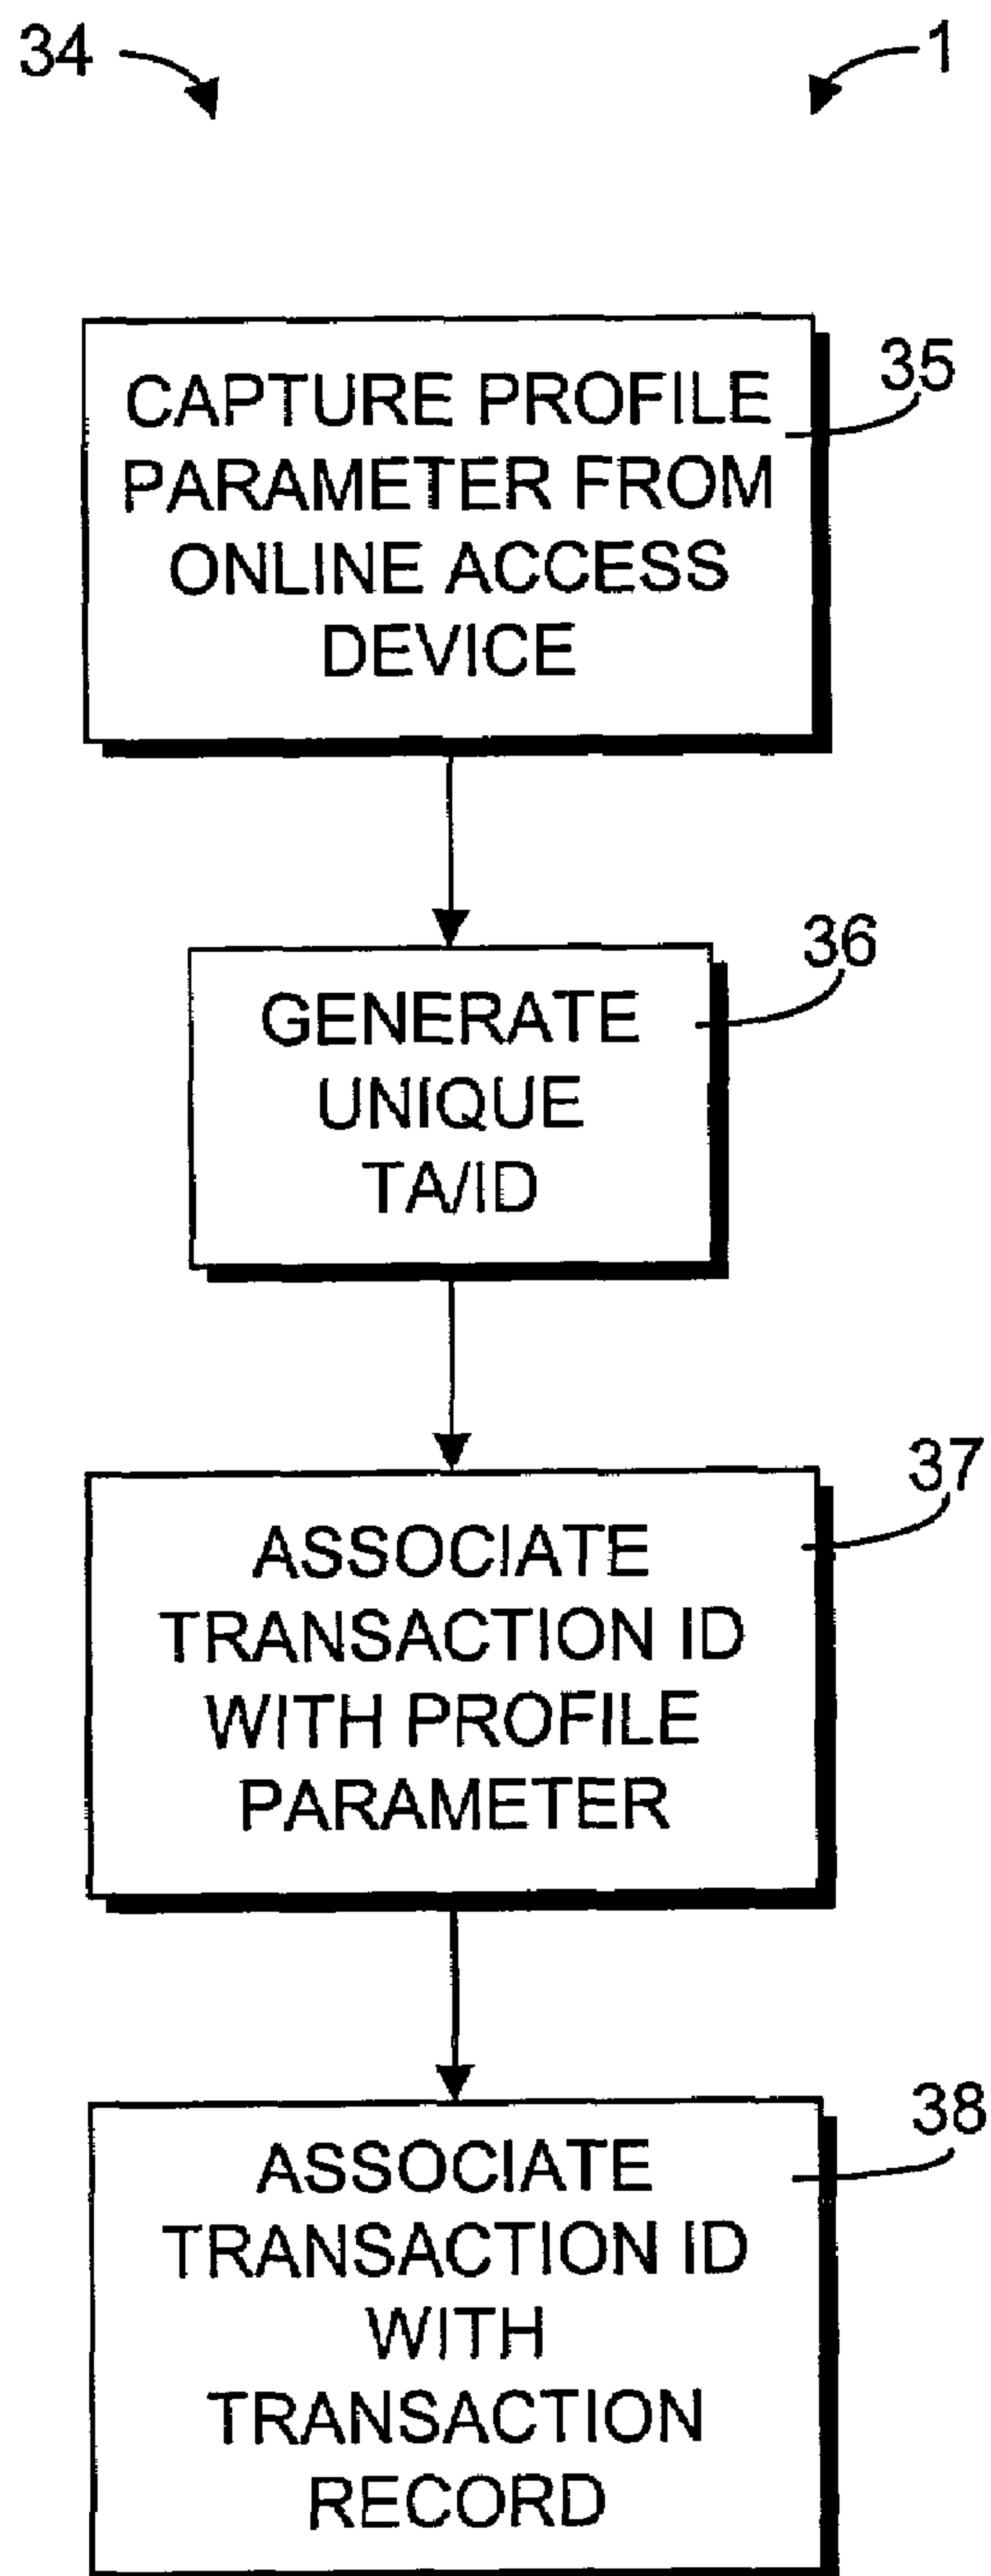 34
1
CAPTURE PROFILE
PARAMETER FROM
ONLINE ACCESS
DEVICE
35
GENERATE
UNIQUE
TA/ID
36
ASSOCIATE
TRANSACTION ID
WITH PROFILE
PARAMETER
37
ASSOCIATE
TRANSACTION ID
WITH
TRANSACTION
RECORD
38